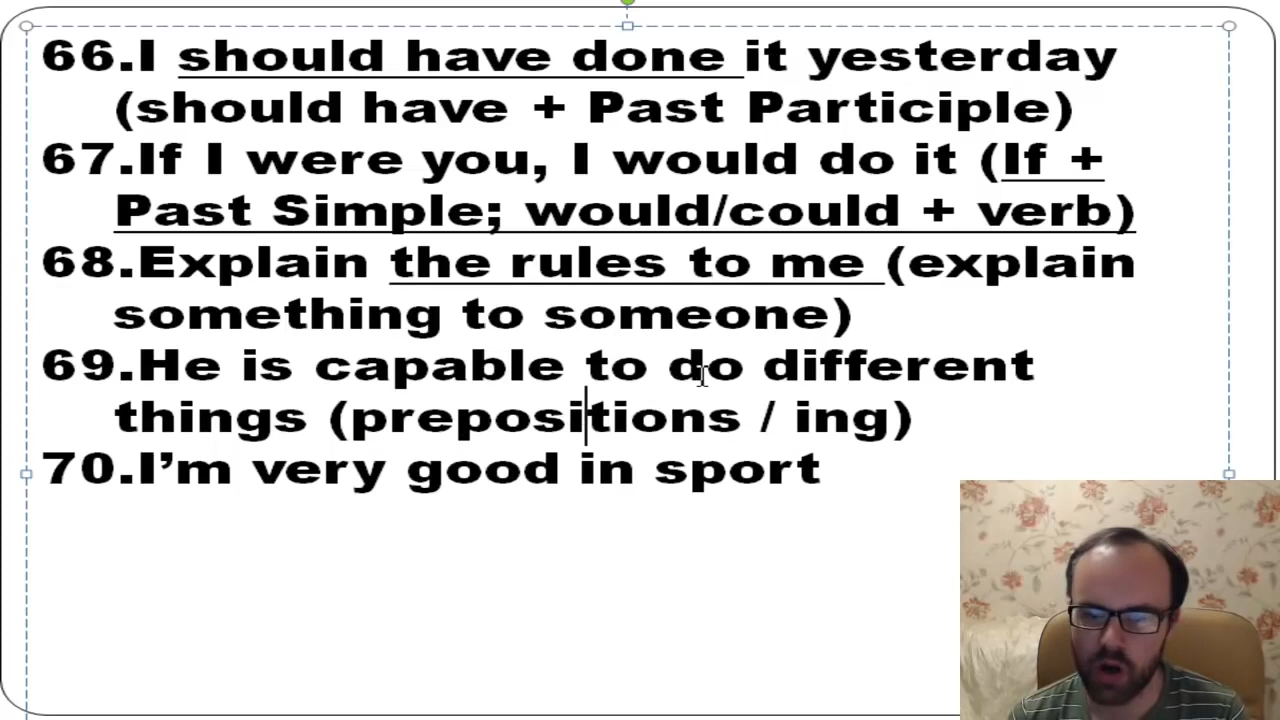 66.I should have done it yesterday
(should have + Past Participle)
67.If I were you, I would do it (If +
Past Simple; would/could + verb)
68.Explain the rules to me (explain
something to someone)
69.He is capable to do different
things (prepositions / ing)
70.I’m very good in sport